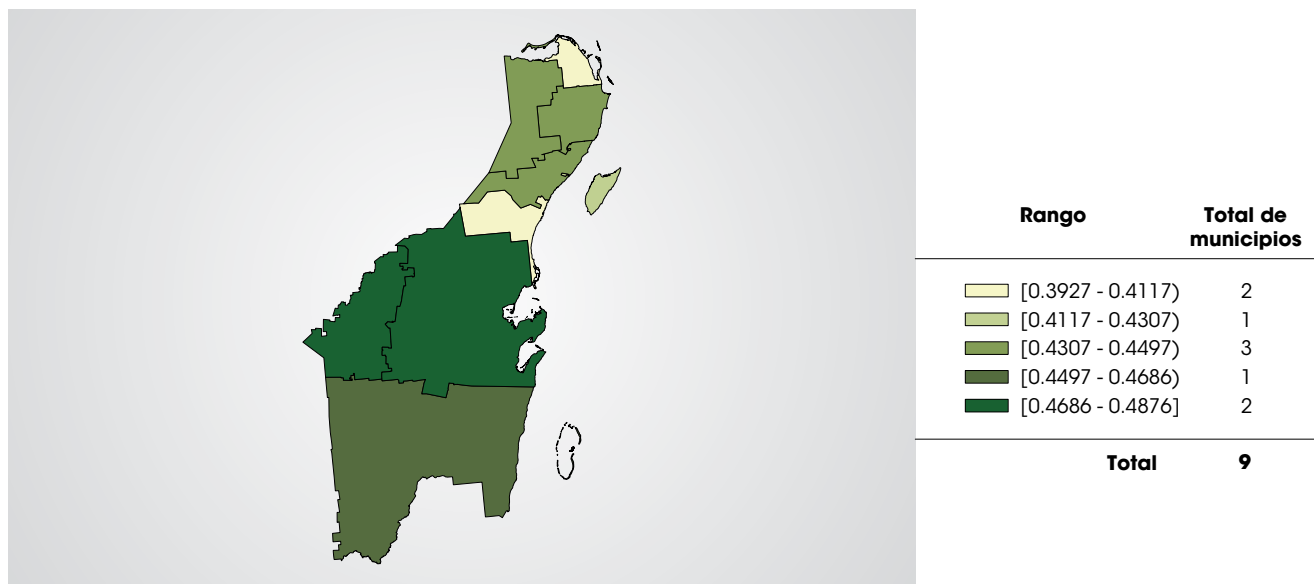 Rango Total de
municipios
[0.3927 - 0.4117) 2
[0.4117 - 0.4307) 1
[0.4307 - 0.4497) 3
[0.4497 - 0.4686) 1
[0.4686 - 0.4876] 2
Total 9